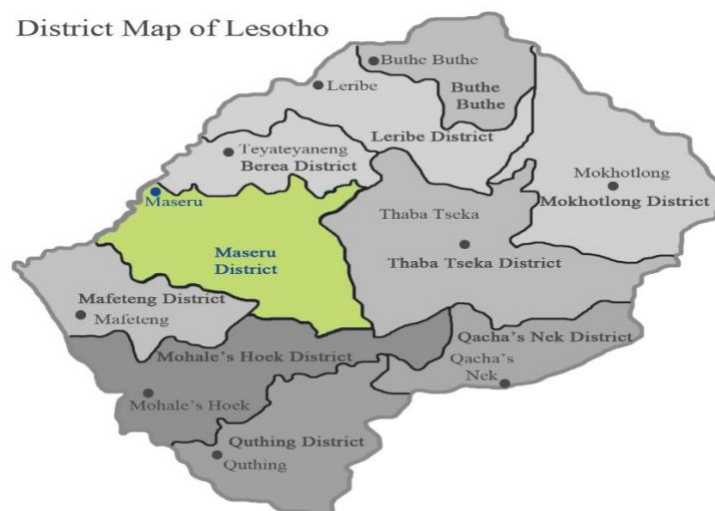 District Map of Lesotho
Buthe Buthe
Buthe
Buthe
Leribe
Leribe District
Teyateyaneng
Berea District
Mokhotlong
Mokhotlong District
Maseru
Thaba Tseka
Maseru
District
Thaba Tseka District
Mafeteng District
Mafeteng
Qacha's Nek District
Mohale's Hoek District
Qacha's
Nek
Mohale's Hoek
Quthing District
Quthing